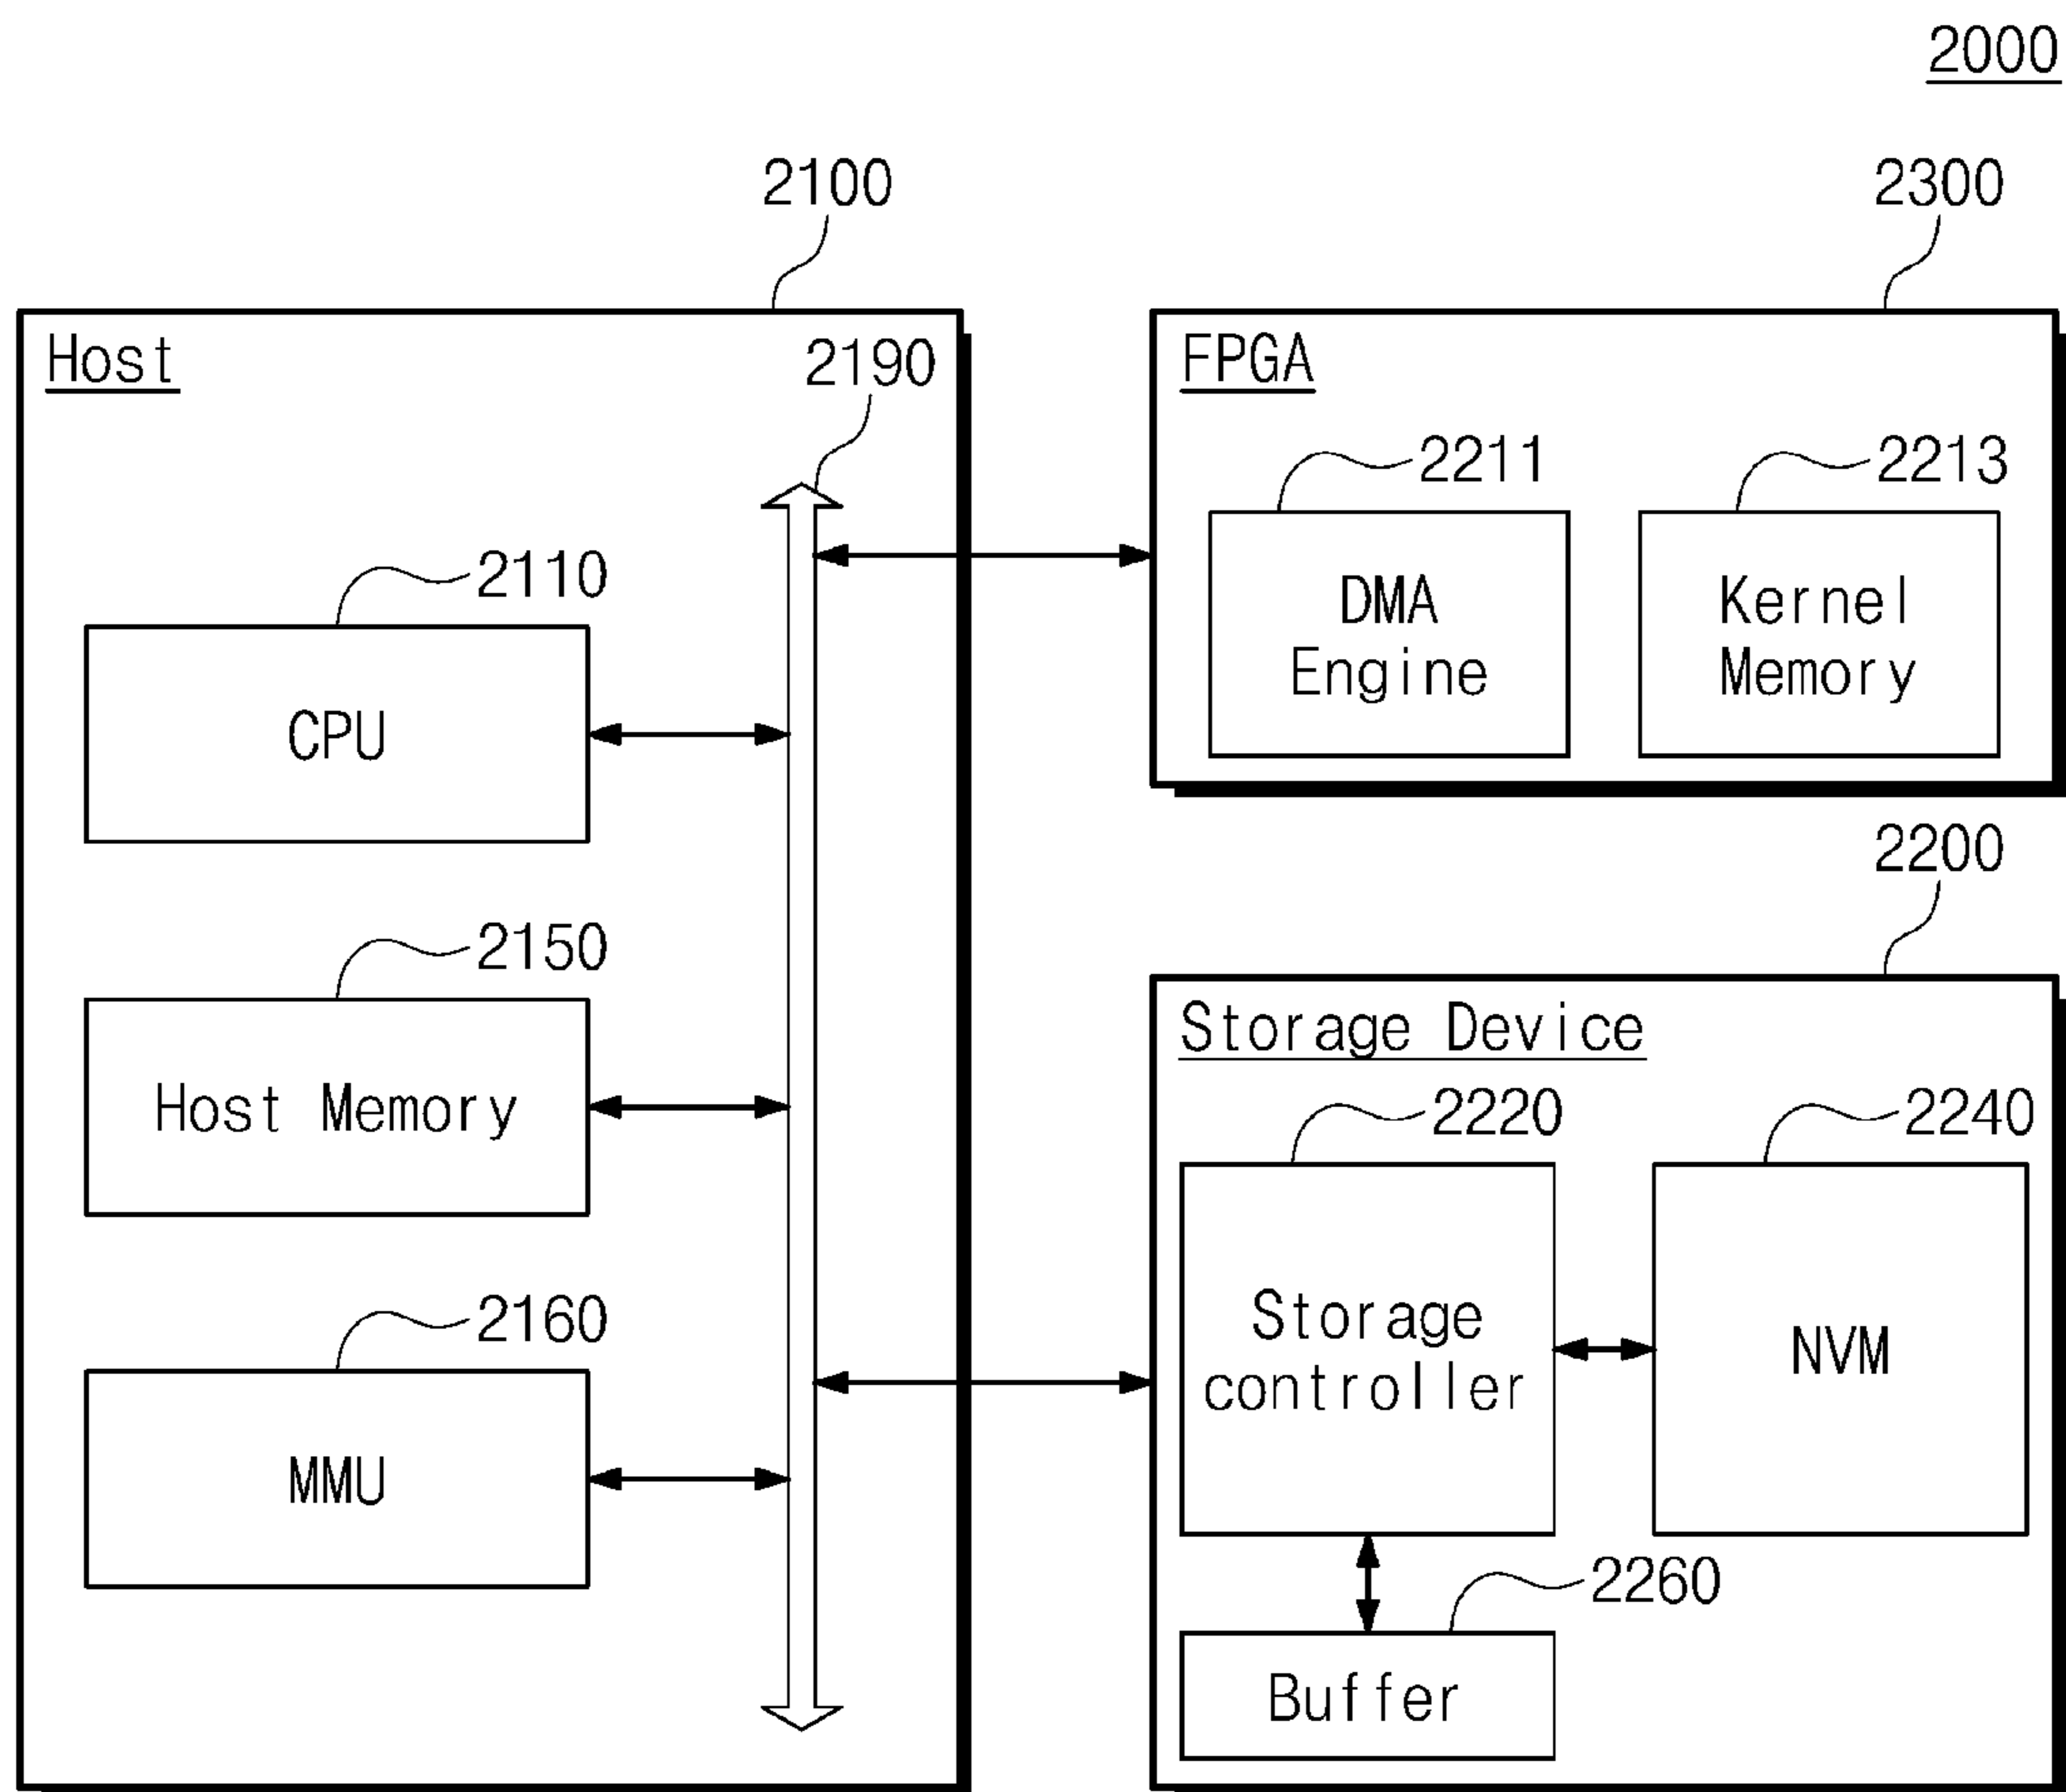 2000
2100
2300
Host
2190
FPGA
2211
2213
DMA
Engine
Kernel
Memory
2110
CPU
2200
2150
Host Memory
Storage Device
2220
2240
Storage
controller
NVM
2160
MMU
2260
Buffer